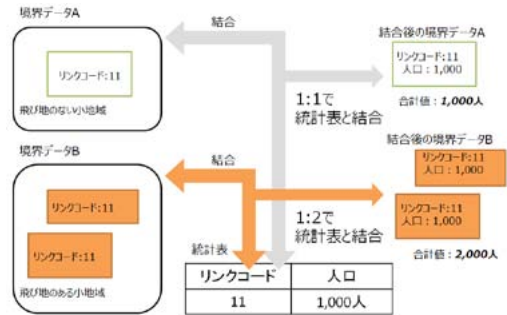 境界データA
リンクコード:11
飛び地のない小地域
結合
1:1で
統計表と結合
結合後の境界データA
リンクコード:11
人口：1,000
合計値：1,000人
境界データB
リンクコード:11
リンクコード:11
飛び地のある小地域
結合
1:2で
統計表と結合
結合後の境界データB
リンクコード:11
人口：1,000
リンクコード:11
人口：1,000
合計値：2,000人
統計表
リンクコード 人口
11 1,000人